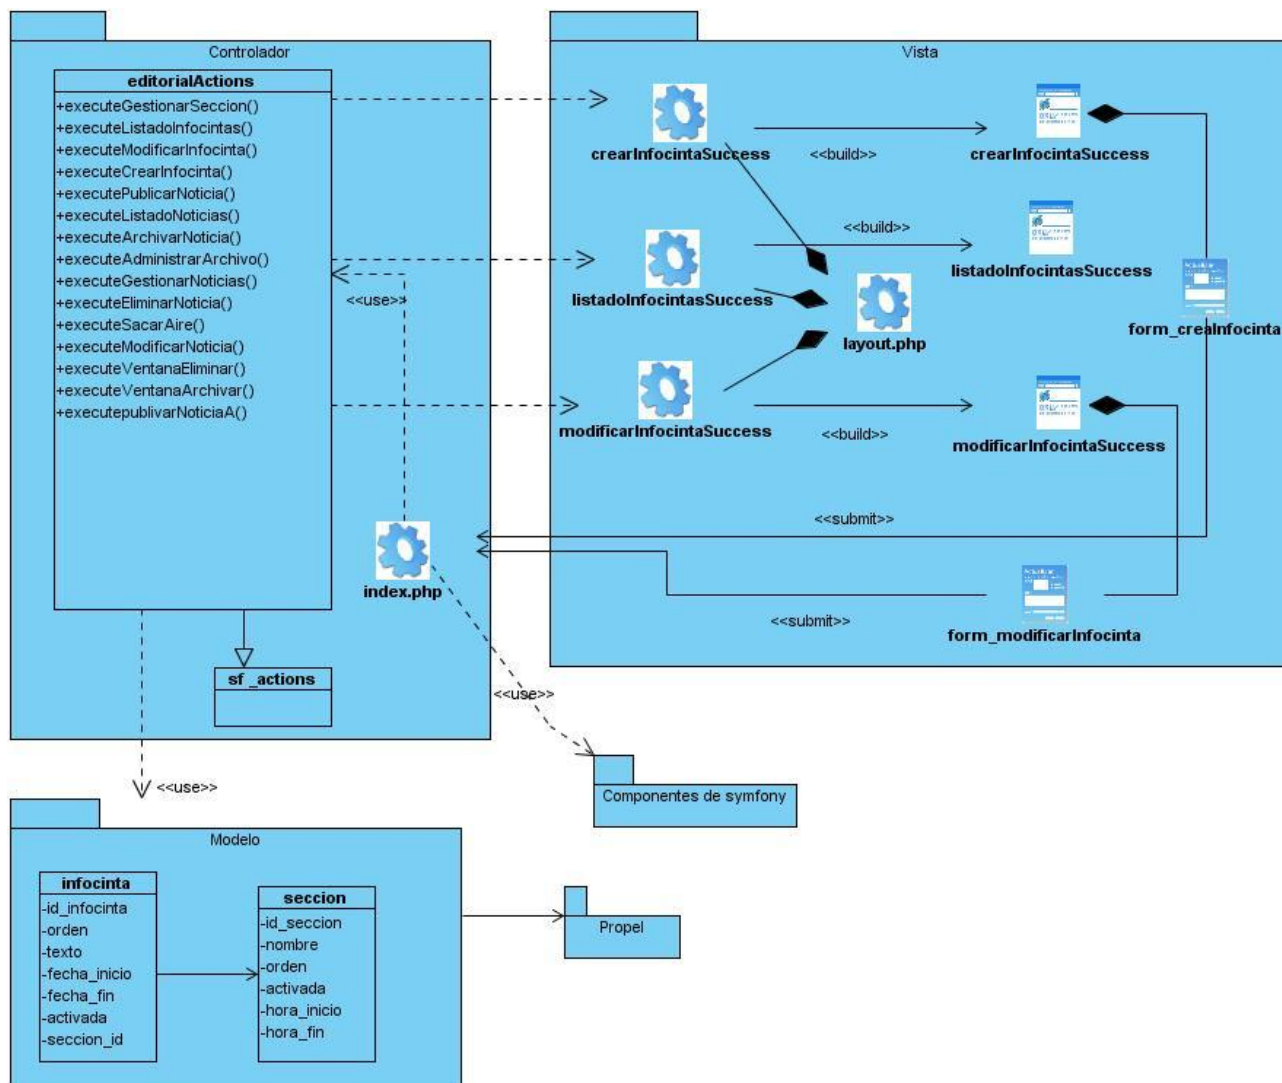 Controlador
editorialActions
+executeGestionarSeccion()
+executeListadoInfocintas()
+executeModificarInfocinta()
+executeCrearInfocinta()
+executePublicarNoticia()
+executeListadoNoticias()
+executeArchivarNoticia()
+executeAdministrarArchivo()
+executeGestionarNoticias()
+executeEliminarNoticia()
+executeSacarAire()
+executeModificarNoticia()
+executeVentanaEliminar()
+executeVentanaArchivar()
+executepublivarNoticiaA()
<<use>>
index.php
sf _actions
<<use>>
<<use>>
Vista
crearInfocintaSuccess
<<build>>
crearInfocintaSuccess
listadoInfocintasSuccess
<<build>>
listadoInfocintasSuccess
layout.php
form_crealnfocinta
modificarInfocintaSuccess
<<build>>
modificarInfocintaSuccess
<<submit>>
<<submit>>
form_modificarInfocinta
Componentes de symfony
Modelo
infocinta
-id_infocinta
-orden
-texto
-fecha_inicio
-fecha_fin
-activada
-seccion_id
seccion
-id_seccion
-nombre
-orden
-activada
-hora_inicio
-hora_fin
Propel